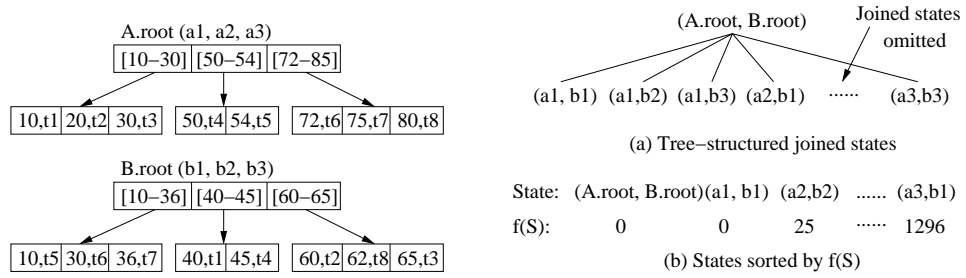 A.root (a1, a2, a3)
[10−30] [50−54] [72−85]
10,t1 20,t2 30,t3 50,t4 54,t5 72,t6 75,t7 80,t8
B.root (b1, b2, b3)
[10−36] [40−45] [60−65]
10,t5 30,t6 36,t7 40,t1 45,t4 60,t2 62,t8 65,t3
(A.root, B.root)
Joined states
omitted
(a1, b1) (a1,b2) (a1,b3) (a2,b1) ...... (a3,b3)
(a) Tree−structured joined states
State: (A.root, B.root) (a1, b1) (a2,b2) ...... (a3,b1)
f(S): 0 0 25 ...... 1296
(b) States sorted by f(S)